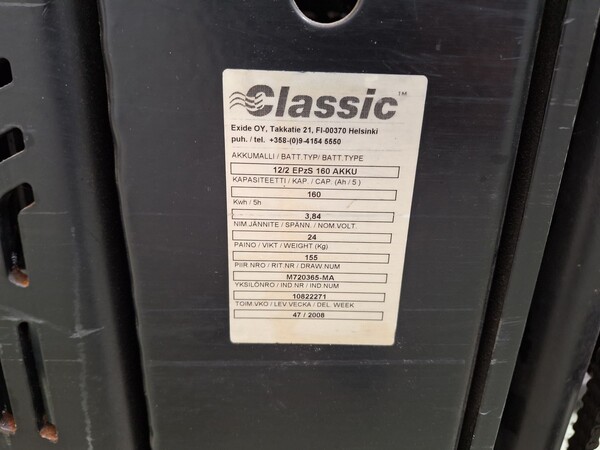 Classic™
Exide OY, Takkatie 21, FI-00370 Helsinki
puh. / tel. +358-(0)9-4154 5550
AKKUMALLI / BATT.TYP/ BATT.TYPE
12/2 EPzS 160 AKKU
KAPASITEETTI / KAP. / CAP. (Ah / 5 )
160
Kwh / 5h
3,84
NIM.JÄNNITE / SPÄNN. / NOM.VOLT.
24
PAINO / VIKT / WEIGHT (Kg)
155
PIIR.NRO / RIT.NR / DRAW.NUM
M720365-MA
YKSILÖNRO / IND.NR / IND.NUM
10822271
TOIM.VKO / LEV.VECKA / DEL.WEEK
47 / 2008